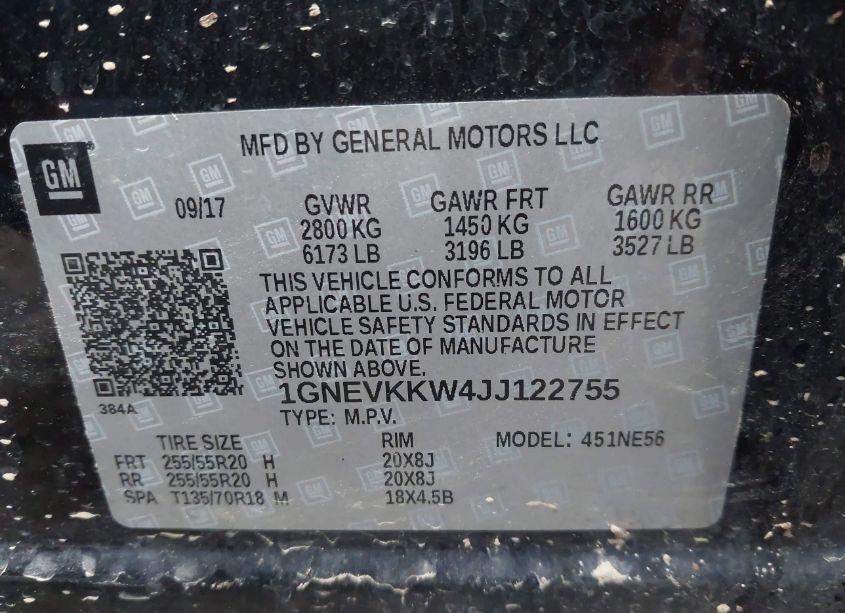 MFD BY GENERAL MOTORS LLC
GM
09/17 GVWR GAWR FRT GAWR RR
2800 KG 1450 KG 1600 KG
6173 LB 3196 LB 3527 LB
THIS VEHICLE CONFORMS TO ALL
APPLICABLE U.S. FEDERAL MOTOR
VEHICLE SAFETY STANDARDS IN EFFECT
ON THE DATE OF MANUFACTURE
SHOWN ABOVE.
1GNEVKKW4JJ122755
384A
TYPE: M.P.V.
TIRE SIZE RIM MODEL: 451NE56
FRT 255/55R20 H 20X8J
RR 255/55R20 H 20X8J
SPA T135/70R18 M 18X4.5B